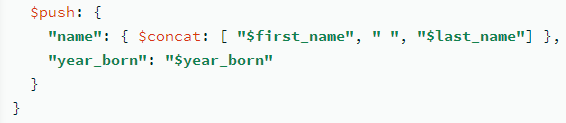 $push: {
"name": { $concat: [ "$first_name", " ", "$last_name"] },
"year_born": "$year_born"
}
}